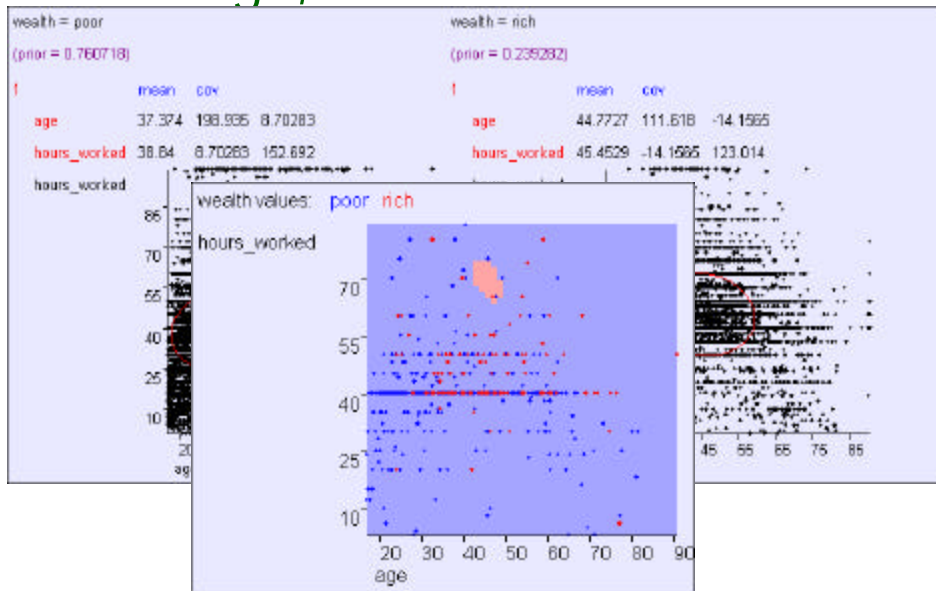 wealth = poor
(prior = 0.760718)
mean cov
age 37.374 198.935 8.70283
hours_worked 38.84 8.70283 152.692
hours_worked
86
70
55
40
25
10
20
wealth = rich
(prior = 0.239282)
mean cov
age 44.7727 111.618 -14.1565
hours_worked 45.4529 -14.1565 123.014
45 55 65 75 85
wealth values: poor rich
hours_worked
70
55
40
25
10
20 30 40 50 60 70 80 90
age